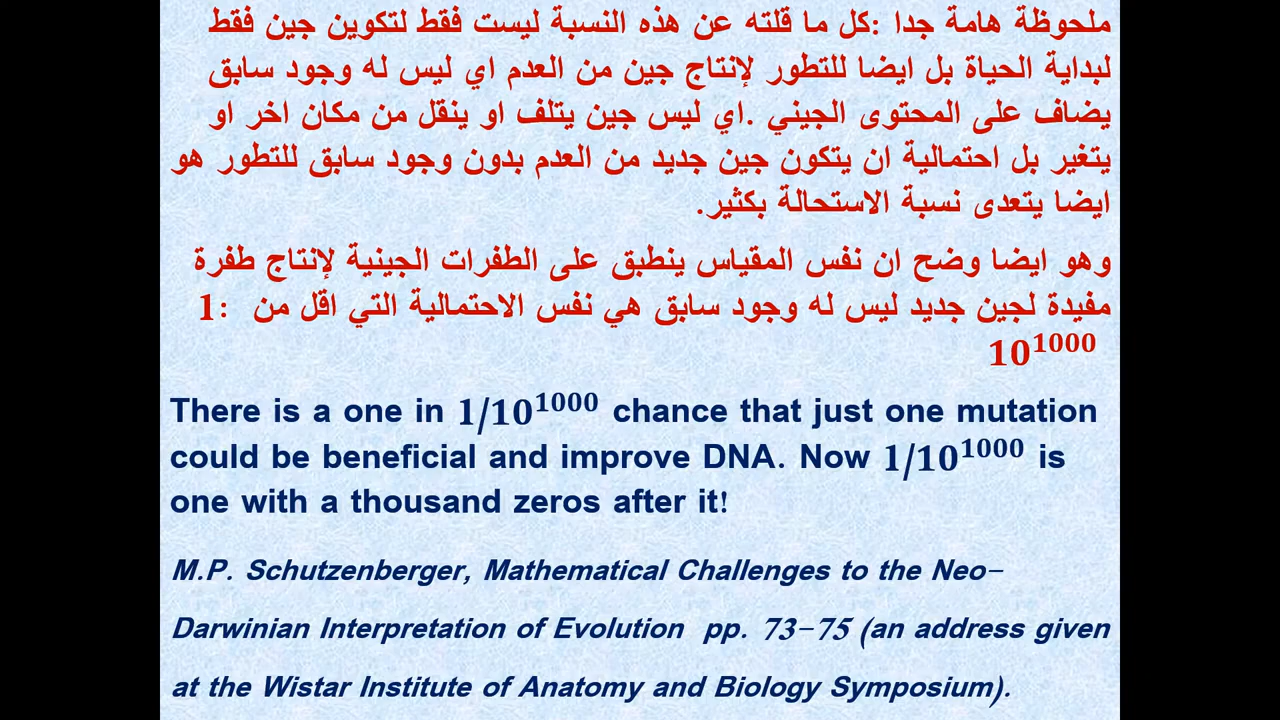 ملحوظة هامة جدا :كل ما قلته عن هذه النسبة ليست فقط لتكوين جين فقط
لبداية الحياة بل ايضا للتطور لإنتاج جين من العدم اي ليس له وجود سابق
يضاف على المحتوى الجيني .اي ليس جين يتلف او ينقل من مكان اخر او
يتغير بل احتمالية ان يتكون جين جديد من العدم بدون وجود سابق للتطور هو
ايضا يتعدى نسبة الاستحالة بكثير.
وهو ايضا وضح ان نفس المقياس ينطبق على الطفرات الجينية لإنتاج طفرة
مفيدة لجين جديد ليس له وجود سابق هي نفس الاحتمالية التي اقل من 1:
10¹⁰⁰⁰
There is a one in 1/10¹⁰⁰⁰ chance that just one mutation
could be beneficial and improve DNA. Now 1/10¹⁰⁰⁰ is
one with a thousand zeros after it!
M.P. Schutzenberger, Mathematical Challenges to the Neo-
Darwinian Interpretation of Evolution pp. 73-75 (an address given
at the Wistar Institute of Anatomy and Biology Symposium).